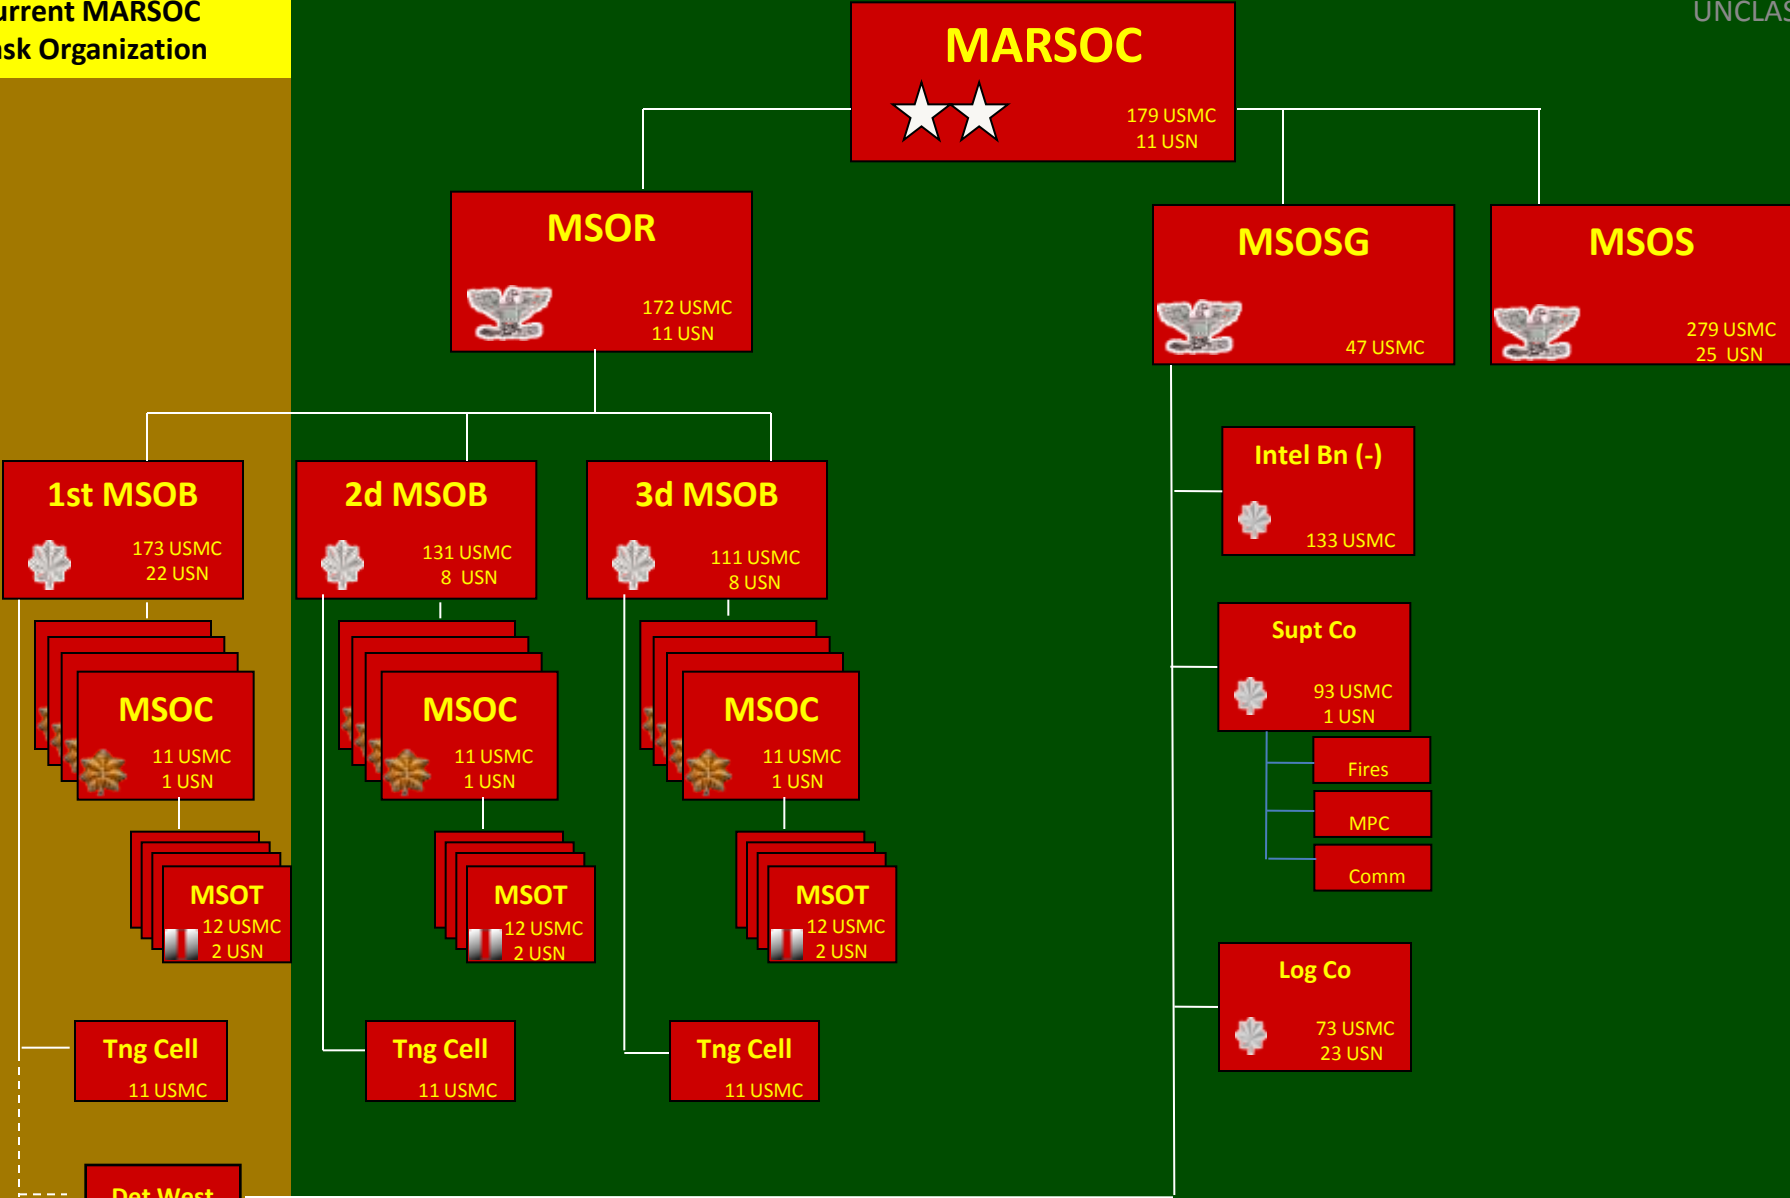 urrent MARSOC
sk Organization
UNCLAS
MARSOC
179 USMC
11 USN
MSOR
172 USMC
11 USN
MSOSG
47 USMC
MSOS
279 USMC
25 USN
1st MSOB
173 USMC
22 USN
2d MSOB
131 USMC
8 USN
3d MSOB
111 USMC
8 USN
MSOC
11 USMC
1 USN
MSOC
11 USMC
1 USN
MSOC
11 USMC
1 USN
MSOT
12 USMC
2 USN
MSOT
12 USMC
2 USN
MSOT
12 USMC
2 USN
Tng Cell
11 USMC
Tng Cell
11 USMC
Tng Cell
11 USMC
Det West
Intel Bn (-)
133 USMC
Supt Co
93 USMC
1 USN
Fires
MPC
Comm
Log Co
73 USMC
23 USN